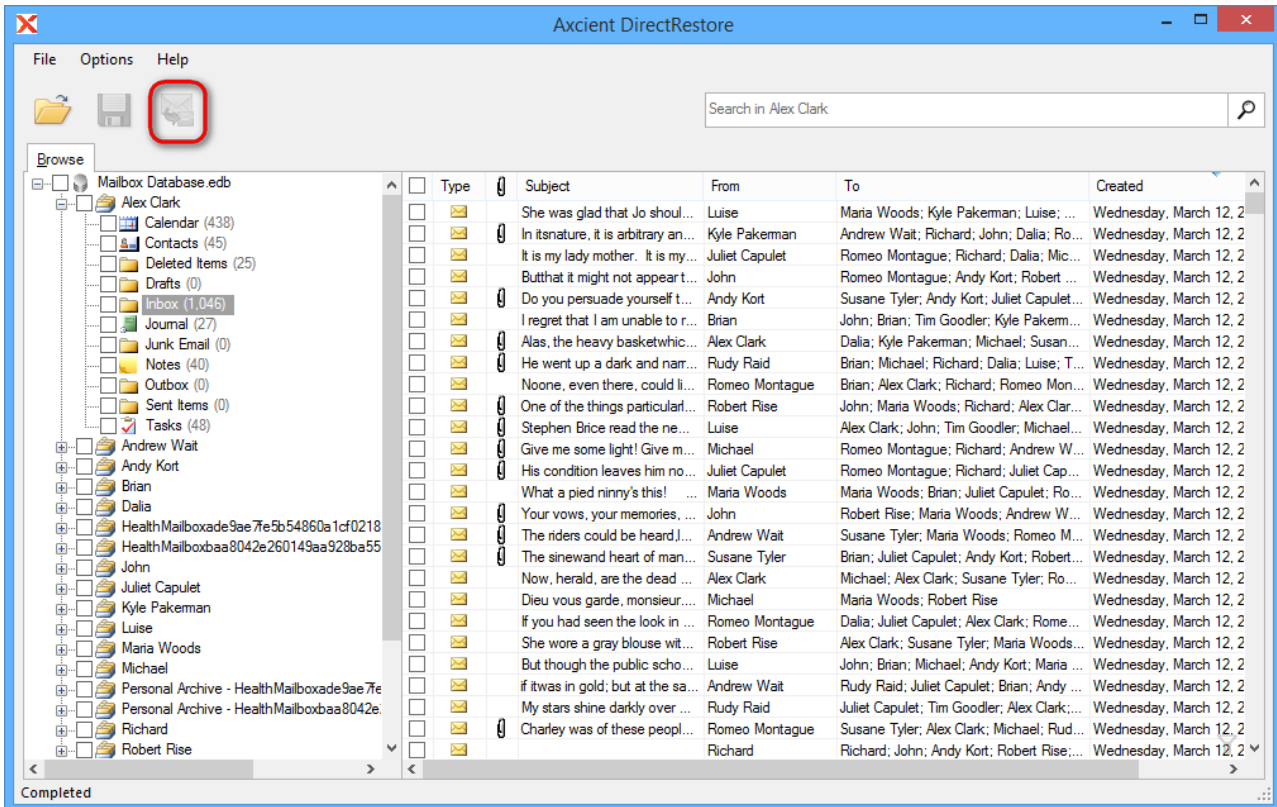 Axcient DirectRestore
File Options Help
Search in Alex Clark
Browse
Mailbox Database.edb
Alex Clark
Calendar (438)
Contacts (45)
Deleted Items (25)
Drafts (0)
Inbox (1,046)
Journal (27)
Junk Email (0)
Notes (40)
Outbox (0)
Sent Items (0)
Tasks (48)
Andrew Wait
Andy Kort
Brian
Dalia
HealthMailboxade9ae7fe5b54860a1cf0218
HealthMailboxbaa8042e260149aa928ba55
John
Juliet Capulet
Kyle Pakerman
Luise
Maria Woods
Michael
Personal Archive - HealthMailboxade9ae7fe
Personal Archive - HealthMailboxbaa8042e
Richard
Robert Rise
Type Subject From To Created
She was glad that Jo shoul... Luise Maria Woods; Kyle Pakerman; Luise; ... Wednesday, March 12, 2
In itsnature, it is arbitrary an... Kyle Pakerman Andrew Wait; Richard; John; Dalia; Ro... Wednesday, March 12, 2
It is my lady mother. It is my... Juliet Capulet Romeo Montague; Richard; Dalia; Mic... Wednesday, March 12, 2
Butthat it might not appear t... John Romeo Montague; Andy Kort; Robert ... Wednesday, March 12, 2
Do you persuade yourself t... Andy Kort Susane Tyler; Andy Kort; Juliet Capulet... Wednesday, March 12, 2
I regret that I am unable to r... Brian John; Brian; Tim Goodler; Kyle Pakerm... Wednesday, March 12, 2
Alas, the heavy basketwhic... Alex Clark Dalia; Kyle Pakerman; Michael; Susan... Wednesday, March 12, 2
He went up a dark and narr... Rudy Raid Brian; Michael; Richard; Dalia; Luise; T... Wednesday, March 12, 2
Noone, even there, could li... Romeo Montague Brian; Alex Clark; Richard; Romeo Mon... Wednesday, March 12, 2
One of the things particularl... Robert Rise John; Maria Woods; Richard; Alex Clar... Wednesday, March 12, 2
Stephen Brice read the ne... Luise Alex Clark; John; Tim Goodler; Michael... Wednesday, March 12, 2
Give me some light! Give m... Michael Romeo Montague; Richard; Andrew W... Wednesday, March 12, 2
His condition leaves him no... Juliet Capulet Romeo Montague; Richard; Juliet Cap... Wednesday, March 12, 2
What a pied ninny's this! ... Maria Woods Maria Woods; Brian; Juliet Capulet; Ro... Wednesday, March 12, 2
Your vows, your memories, ... John Robert Rise; Maria Woods; Andrew W... Wednesday, March 12, 2
The riders could be heard,l... Andrew Wait Susane Tyler; Maria Woods; Romeo M... Wednesday, March 12, 2
The sinewand heart of man... Susane Tyler Brian; Juliet Capulet; Andy Kort; Robert... Wednesday, March 12, 2
Now, herald, are the dead ... Alex Clark Michael; Alex Clark; Susane Tyler; Ro... Wednesday, March 12, 2
Dieu vous garde, monsieur.... Michael Maria Woods; Robert Rise Wednesday, March 12, 2
If you had seen the look in ... Romeo Montague Dalia; Juliet Capulet; Alex Clark; Rome... Wednesday, March 12, 2
She wore a gray blouse wit... Robert Rise Alex Clark; Susane Tyler; Maria Woods... Wednesday, March 12, 2
But though the public scho... Luise John; Brian; Michael; Andy Kort; Maria ... Wednesday, March 12, 2
if itwas in gold; but at the sa... Andrew Wait Rudy Raid; Juliet Capulet; Brian; Andy ... Wednesday, March 12, 2
My stars shine darkly over ... Rudy Raid Juliet Capulet; Tim Goodler; Alex Clark;... Wednesday, March 12, 2
Charley was of these peopl... Romeo Montague Susane Tyler; Alex Clark; Michael; Rud... Wednesday, March 12, 2
Richard Richard; John; Andy Kort; Robert Rise;... Wednesday, March 12, 2
Completed